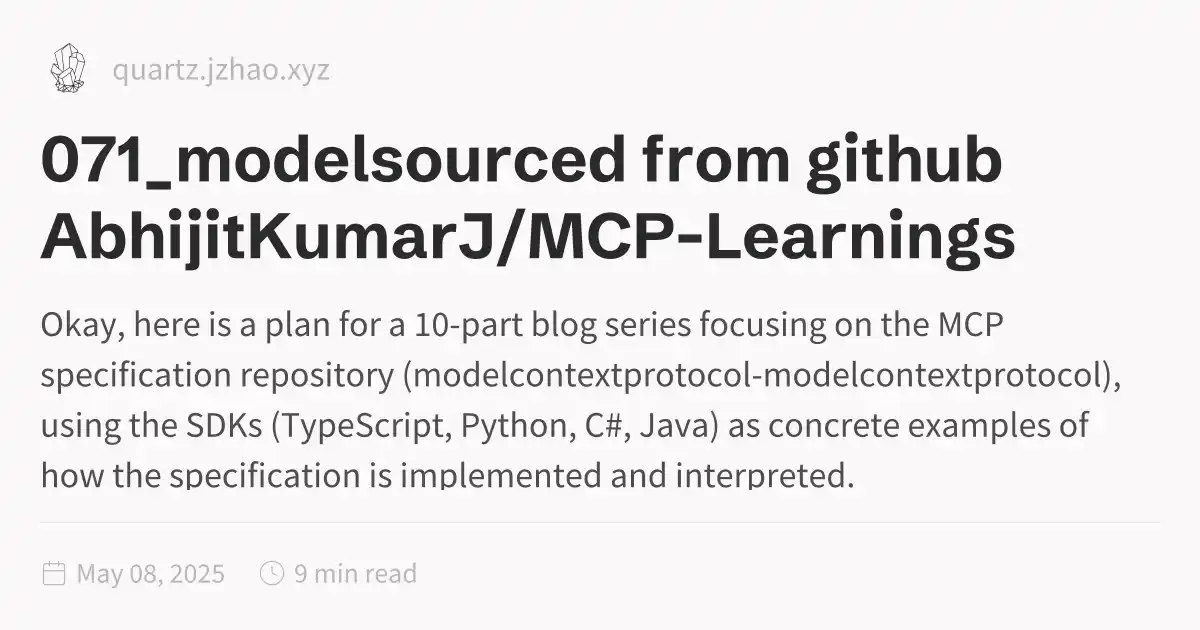 quartz.jzhao.xyz
071_modelsourced from github
AbhijitKumarJ/MCP-Learnings
Okay, here is a plan for a 10-part blog series focusing on the MCP
specification repository (modelcontextprotocol-modelcontextprotocol),
using the SDKs (TypeScript, Python, C#, Java) as concrete examples of
how the specification is implemented and interpreted.
May 08, 2025 9 min read